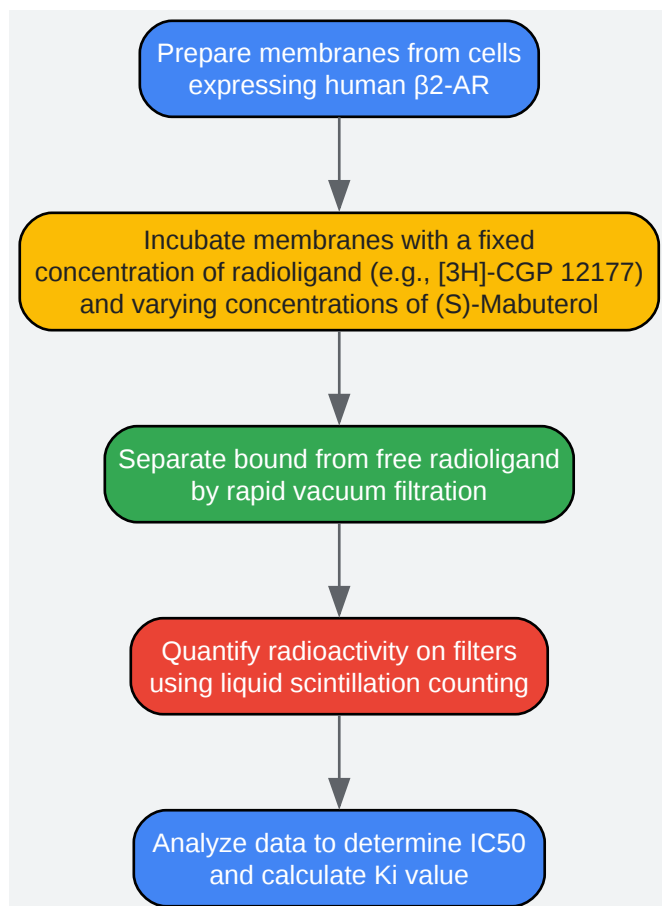 Prepare membranes from cells
expressing human β2-AR
Incubate membranes with a fixed
concentration of radioligand (e.g., [3H]-CGP 12177)
and varying concentrations of (S)-Mabuterol
Separate bound from free radioligand
by rapid vacuum filtration
Quantify radioactivity on filters
using liquid scintillation counting
Analyze data to determine IC50
and calculate Ki value